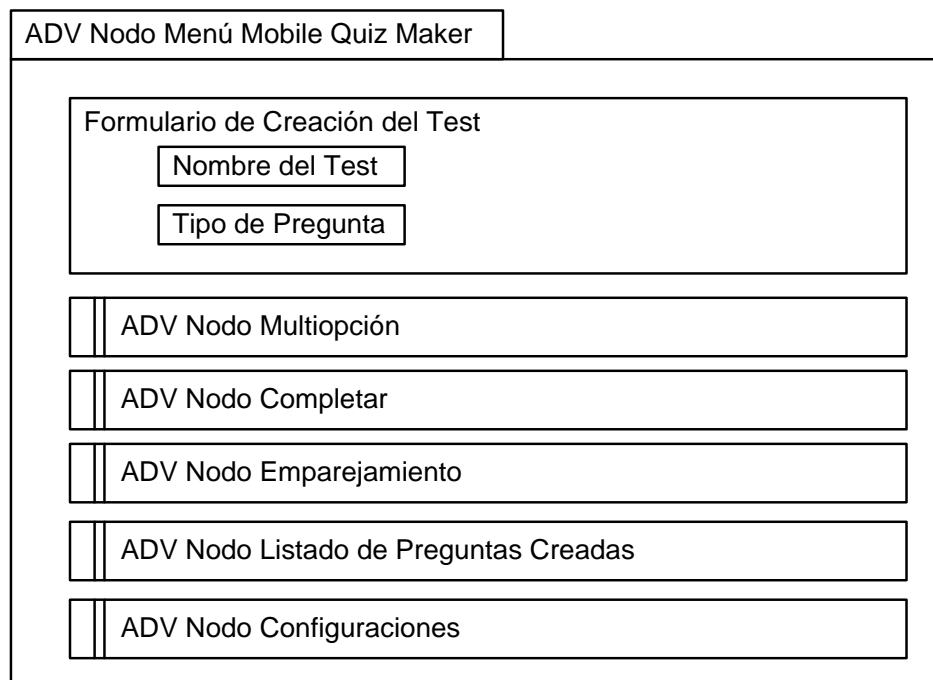 ADV Nodo Menú Mobile Quiz Maker
Formulario de Creación del Test
Nombre del Test
Tipo de Pregunta
ADV Nodo Multiopción
ADV Nodo Completar
ADV Nodo Emparejamiento
ADV Nodo Listado de Preguntas Creadas
ADV Nodo Configuraciones